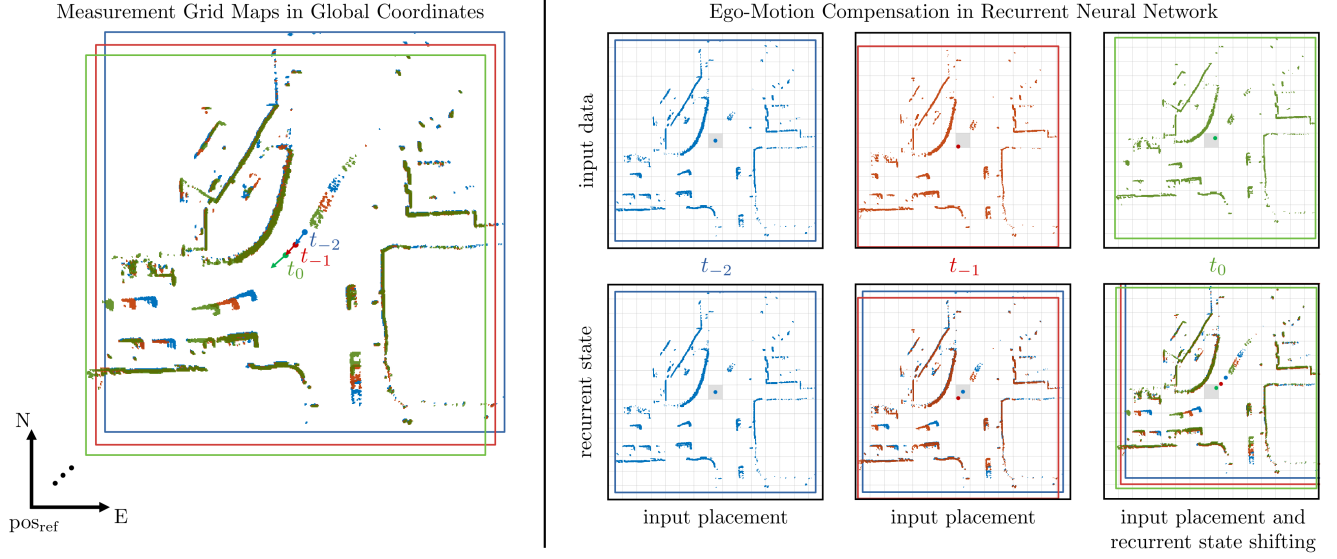 Measurement Grid Maps in Global Coordinates
t₋₂
t₋₁
t₀
N
E
pos_ref
Ego-Motion Compensation in Recurrent Neural Network
input data
t₋₂
t₋₁
t₀
recurrent state
input placement
input placement
input placement and
recurrent state shifting